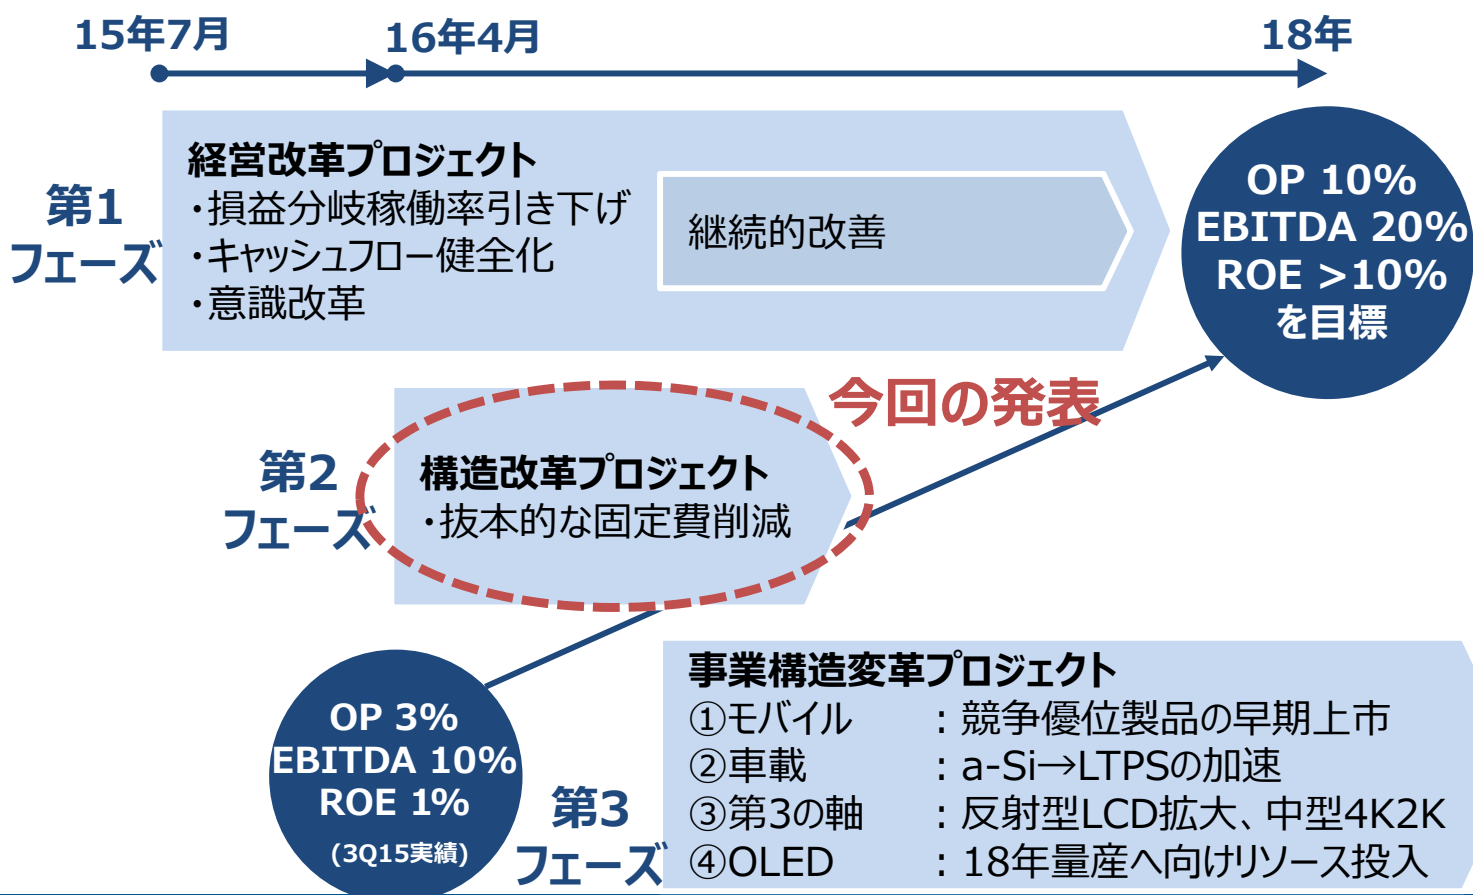 15年7月
16年4月
18年
第1
フェーズ
経営改革プロジェクト
・損益分岐稼働率引き下げ
・キャッシュフロー健全化
・意識改革
継続的改善
OP 10%
EBITDA 20%
ROE >10%
を目標
今回の発表
第2
フェーズ
構造改革プロジェクト
・抜本的な固定費削減
OP 3%
EBITDA 10%
ROE 1%
(3Q15実績)
第3
フェーズ
事業構造変革プロジェクト
①モバイル : 競争優位製品の早期上市
②車載 : a-Si→LTPSの加速
③第3の軸 : 反射型LCD拡大、中型4K2K
④OLED : 18年量産へ向けリソース投入